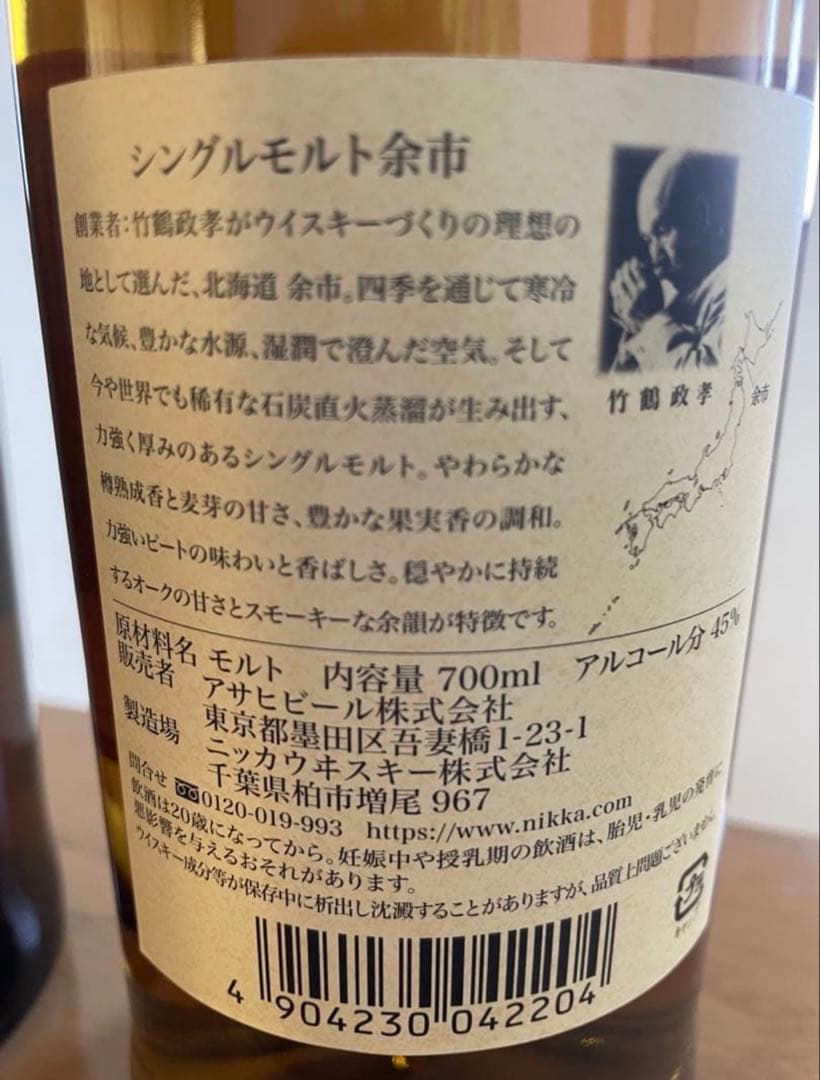 シングルモルト余市
創業者:竹鶴政孝がウイスキーづくりの理想の
地として選んだ、北海道 余市。四季を通じて寒冷
な気候、豊かな水源、湿潤で澄んだ空気。そして
今や世界でも稀有な石炭直火蒸溜が生み出す、
力強く厚みのあるシングルモルト。やわらかな
樽熟成香と麦芽の甘さ、豊かな果実香の調和。
力強いピートの味わいと香ばしさ。穏やかに持続
するオークの甘さとスモーキーな余韻が特徴です。
竹鶴政孝
余市
原材料名 モルト 内容量 700ml アルコール分 45%
販売者 アサヒビール株式会社
東京都墨田区吾妻橋1-23-1
製造場 ニッカウヰスキー株式会社
千葉県柏市増尾 967
問合せ 0120-019-993 https://www.nikka.com
飲酒は20歳になってから。妊娠中や授乳期の飲酒は、胎児・乳児の発育に
悪影響を与えるおそれがあります。
ウイスキー成分等が保存中に析出し沈澱することがありますが、品質上問題ございません。
4 904230 042204